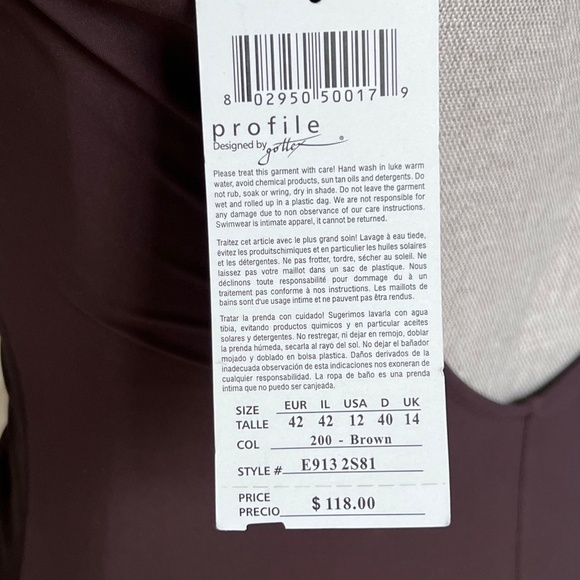 8 02950 50017 9
profile
Designed by gottex ®
Please treat this garment with care! Hand wash in luke warm
water, avoid chemical products, sun tan oils and detergents. Do
not rub, soak or wring, dry in shade. Do not leave the garment
wet and rolled up in a plastic dag. We are not responsible for
any damage due to non observance of our care instructions.
Swimwear is intimate apparel, it cannot be returned.
Traitez cet article avec le plus grand soin! Lavage à eau tiede,
évitez les produitschimiques et en particulier les huiles solaires
et les détergentes. Ne pas frotter, tordre, sécher au soleil. Ne
laissez pas votre maillot dans un sac de plastique. Nous
déclinons toute responsabilité pour dommage du à un
traitement pas conforme à nos instructions. Les maillots de
bains sont d'ue usage intime et ne pauvent pas êtra rendus.
Tratar la prenda con cuidado! Sugerimos lavarla con agua
tibia, evitando productos quimicos y en particular aceites
solares y detergentes. No restregar, ni dejar en remojo, doblar
la prenda húmeda, secarla al rayo del sol. No dejar el bañador
mojado y doblado en boisa plastica. Daños derivados de la
inadecuada observación de esta indicaciones nos exoneran de
cualquier responsabilidad. La ropa de baño es una prenda
intima que no puede ser canjeada.
SIZE EUR IL USA D UK
TALLE 42 42 12 40 14
COL 200 - Brown
STYLE # E913 2S81
PRICE
PRECIO $ 118.00